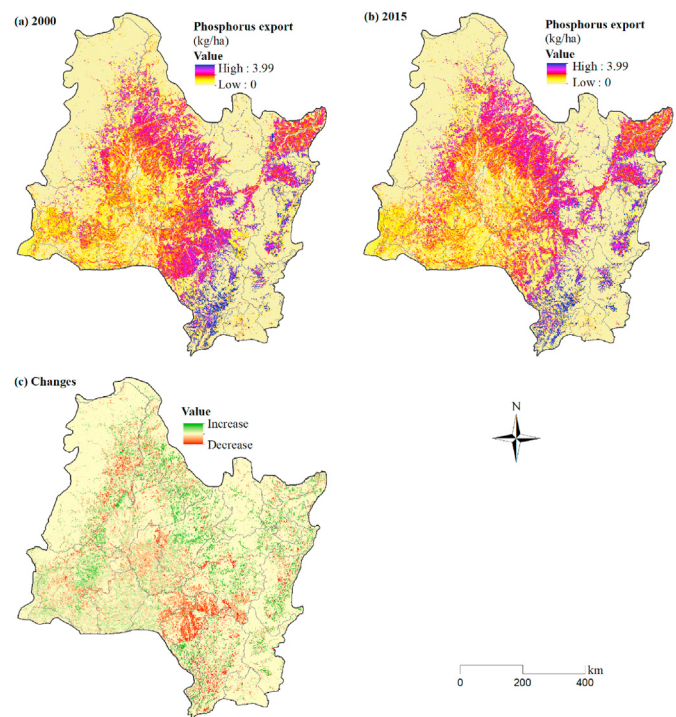 (a) 2000
Phosphorus export
(kg/ha)
Value
High : 3.99
Low : 0
(b) 2015
Phosphorus export
(kg/ha)
Value
High : 3.99
Low : 0
(c) Changes
Value
Increase
Decrease
N
km
0 200 400